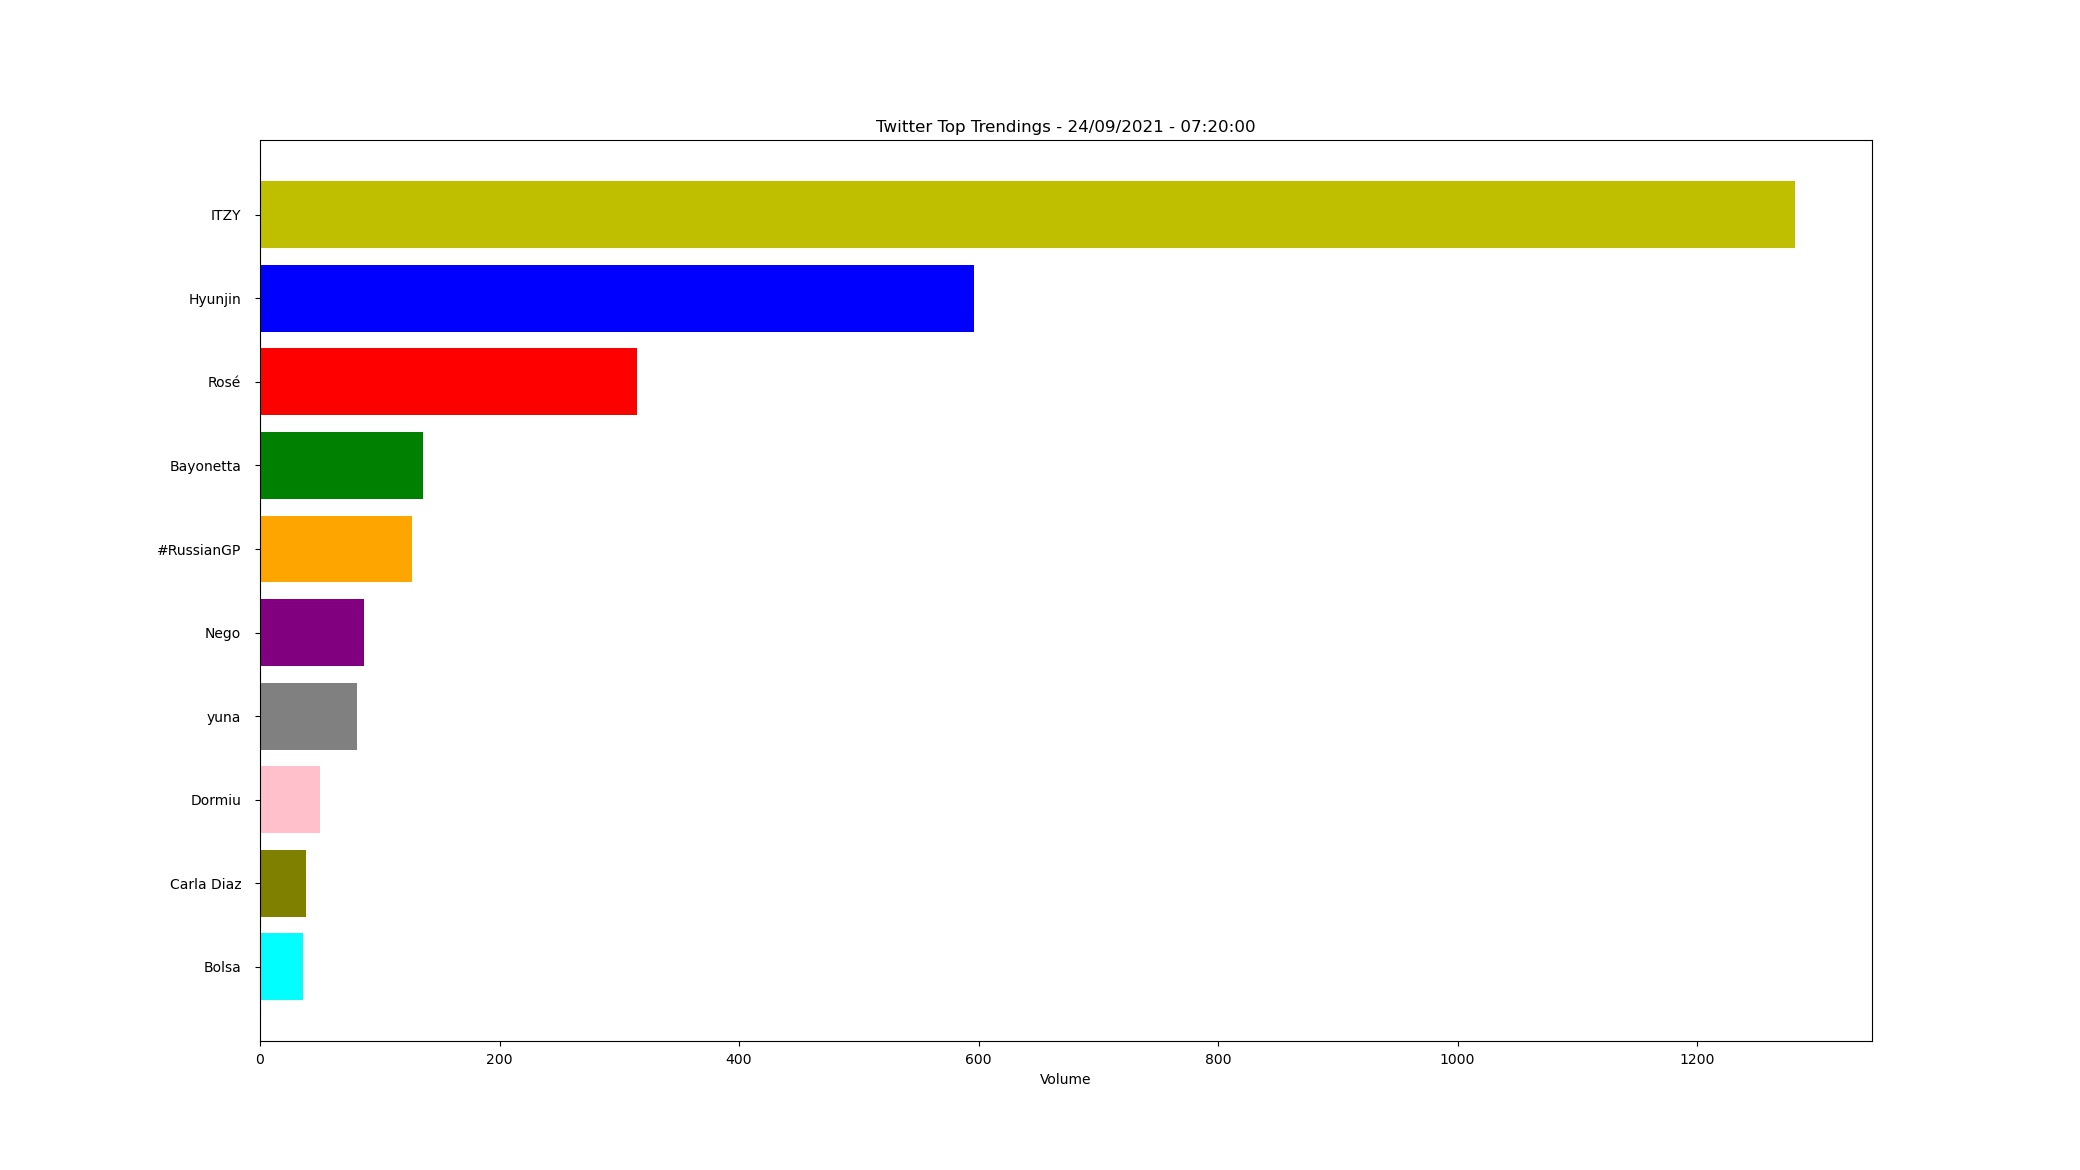 Twitter Top Trendings - 24/09/2021 - 07:20:00
ITZY
Hyunjin
Rosé
Bayonetta
#RussianGP
Nego
yuna
Dormiu
Carla Diaz
Bolsa
0 200 400 600 800 1000 1200
Volume